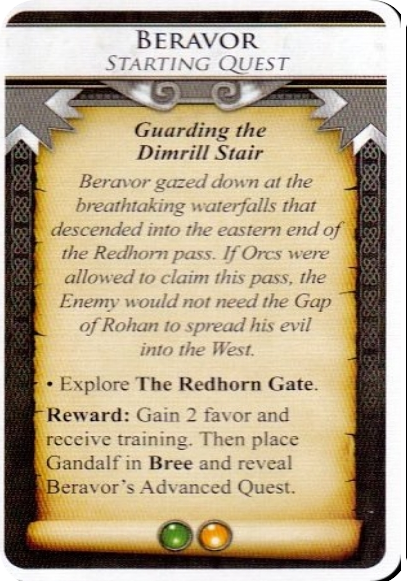 BERAVOR
STARTING QUEST
Guarding the
Dimrill Stair
Beravor gazed down at the
breathtaking waterfalls that
descended into the eastern end of
the Redhorn pass. If Orcs were
allowed to claim this pass, the
Enemy would not need the Gap
of Rohan to spread his evil
into the West.
• Explore The Redhorn Gate.
Reward: Gain 2 favor and
receive training. Then place
Gandalf in Bree and reveal
Beravor's Advanced Quest.